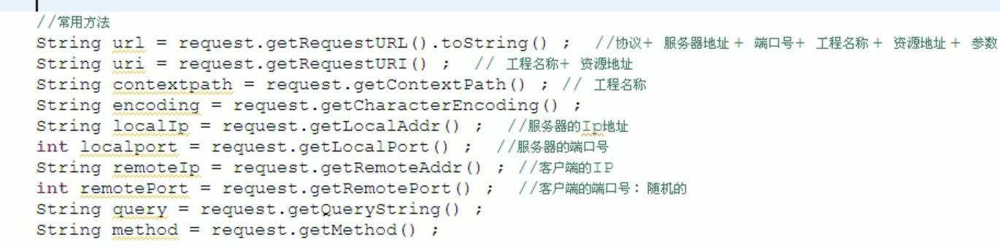 //常用方法
String url = request.getRequestURL().toString() ;  //协议+ 服务器地址+ 端口号+ 工程名称+ 资源地址+ 参数
String uri = request.getRequestURI() ;  // 工程名称+ 资源地址
String contextpath = request.getContextPath() ; // 工程名称
String encoding = request.getCharacterEncoding() ;
String localIp = request.getLocalAddr() ;  //服务器的Ip地址
int localport = request.getLocalPort() ;  //服务器的端口号
String remoteIp = request.getRemoteAddr() ; //客户端的IP
int remotePort = request.getRemotePort() ;  //客户端的端口号：随机的
String query = request.getQueryString() ;
String method = request.getMethod() ;